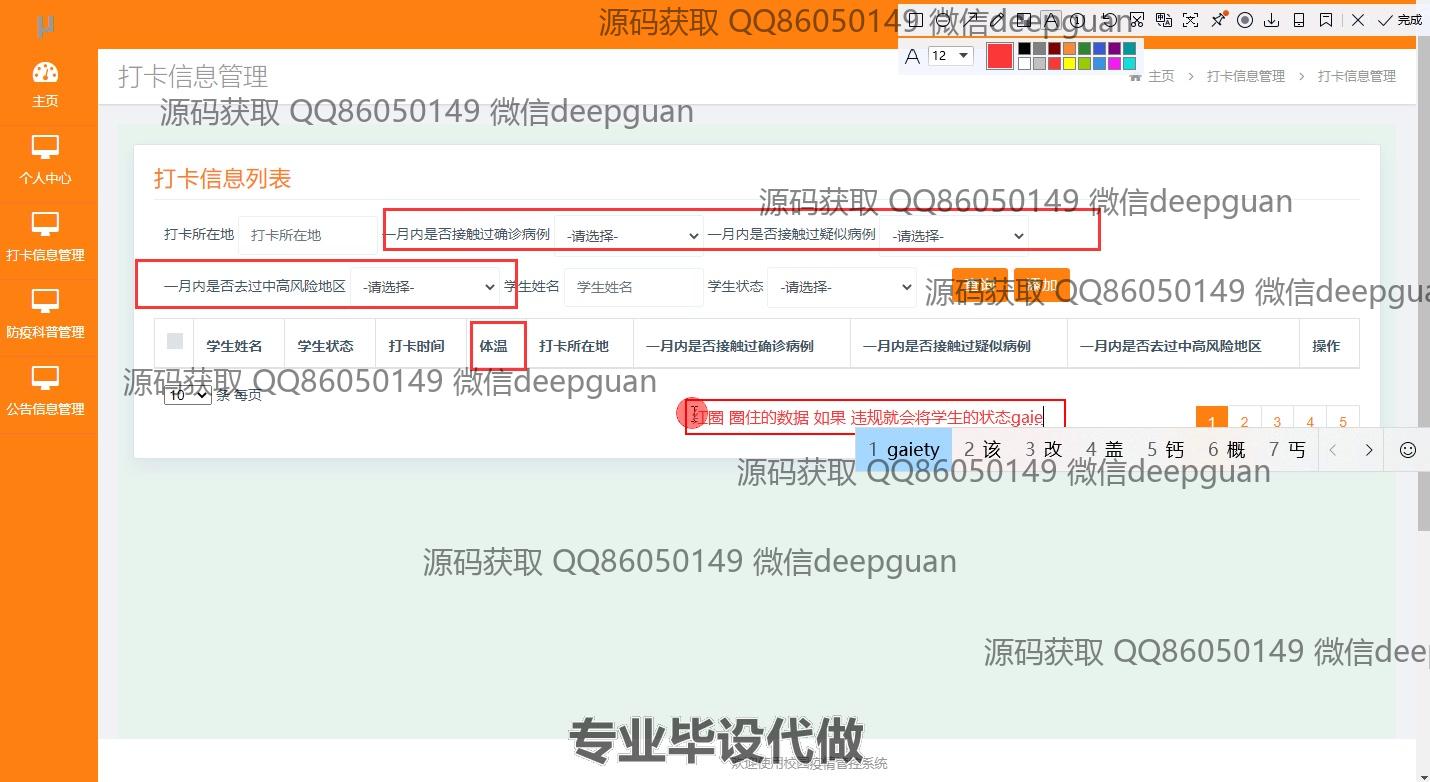 源码获取 QQ86050149 微信deepguan
完成
μ
A 12
主页
打卡信息管理
主页 > 打卡信息管理 > 打卡信息管理
源码获取 QQ86050149 微信deepguan
个人中心
打卡信息列表
源码获取 QQ86050149 微信deepguan
打卡所在地 打卡所在地 一月内是否接触过确诊病例 -请选择- 一月内是否接触过疑似病例 -请选择-
打卡信息管理
一月内是否去过中高风险地区 -请选择- 学生姓名 学生姓名 学生状态 -请选择- 查询 添加
源码获取 QQ86050149 微信deepgua
防疫科普管理
学生姓名 学生状态 打卡时间 体温 打卡所在地 一月内是否接触过确诊病例 一月内是否接触过疑似病例 一月内是否去过中高风险地区 操作
源码获取 QQ86050149 微信deepguan
10 条 每页
公告信息管理
红圈 圈住的数据 如果 违规就会将学生的状态gaie
1 2 3 4 5
1 gaiety 2 该 3 改 4 盖 5 钙 6 概 7 丐
源码获取 QQ86050149 微信deepguan
源码获取 QQ86050149 微信deepguan
源码获取 QQ86050149 微信dee
专业毕设代做
欢迎使用校园疫情管控系统